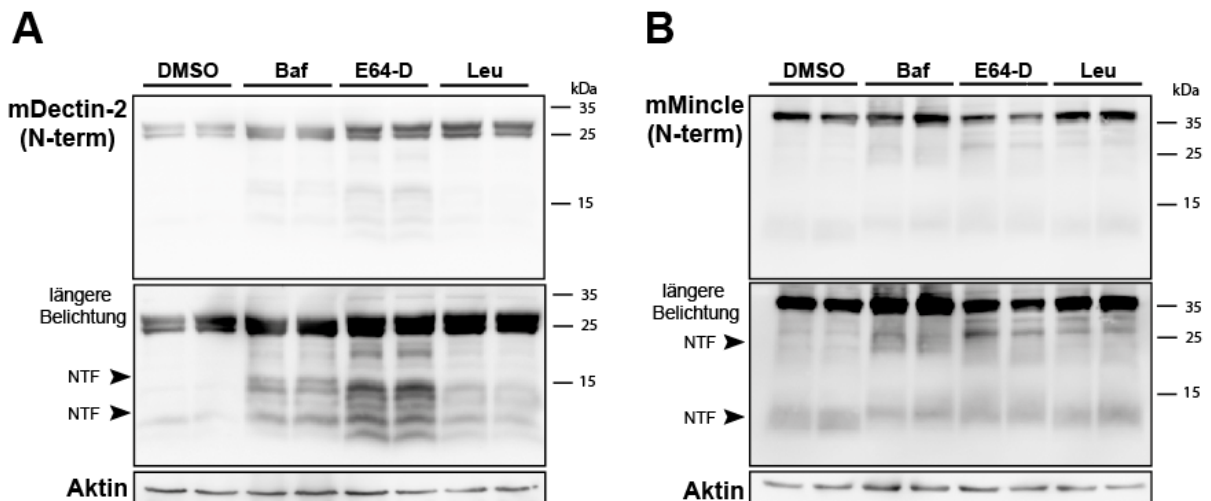 A
DMSO Baf E64-D Leu
kDa
mDectin-2
(N-term)
35
25
15
längere
Belichtung
35
25
NTF
15
NTF
Aktin
B
DMSO Baf E64-D Leu
kDa
mMincle
(N-term)
35
25
15
längere
Belichtung
35
NTF
25
15
NTF
Aktin